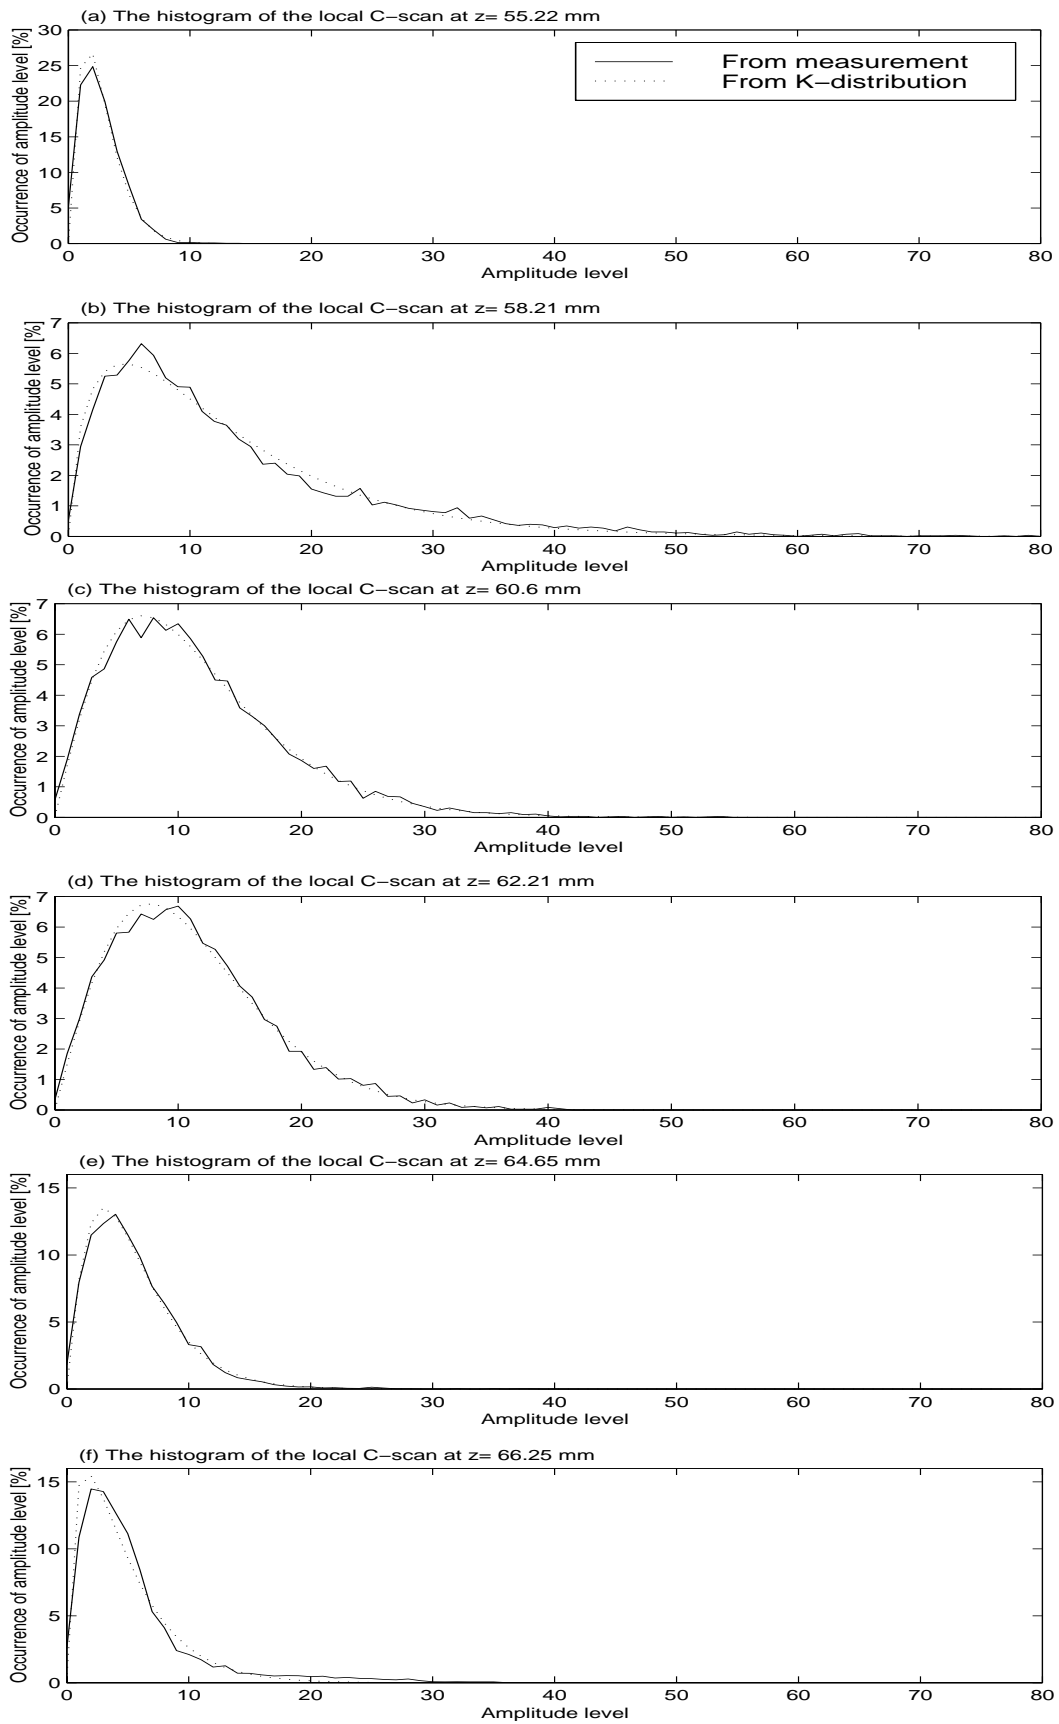 (a) The histogram of the local C−scan at z= 55.22 mm
Occurrence of amplitude level [%]
30
25
20
15
10
5
0
From measurement
From K−distribution
0 10 20 30 40 50 60 70 80
Amplitude level
(b) The histogram of the local C−scan at z= 58.21 mm
Occurrence of amplitude level [%]
7
6
5
4
3
2
1
0
0 10 20 30 40 50 60 70 80
Amplitude level
(c) The histogram of the local C−scan at z= 60.6 mm
Occurrence of amplitude level [%]
7
6
5
4
3
2
1
0
0 10 20 30 40 50 60 70 80
Amplitude level
(d) The histogram of the local C−scan at z= 62.21 mm
Occurrence of amplitude level [%]
7
6
5
4
3
2
1
0
0 10 20 30 40 50 60 70 80
Amplitude level
(e) The histogram of the local C−scan at z= 64.65 mm
Occurrence of amplitude level [%]
15
10
5
0
0 10 20 30 40 50 60 70 80
Amplitude level
(f) The histogram of the local C−scan at z= 66.25 mm
Occurrence of amplitude level [%]
15
10
5
0
0 10 20 30 40 50 60 70 80
Amplitude level